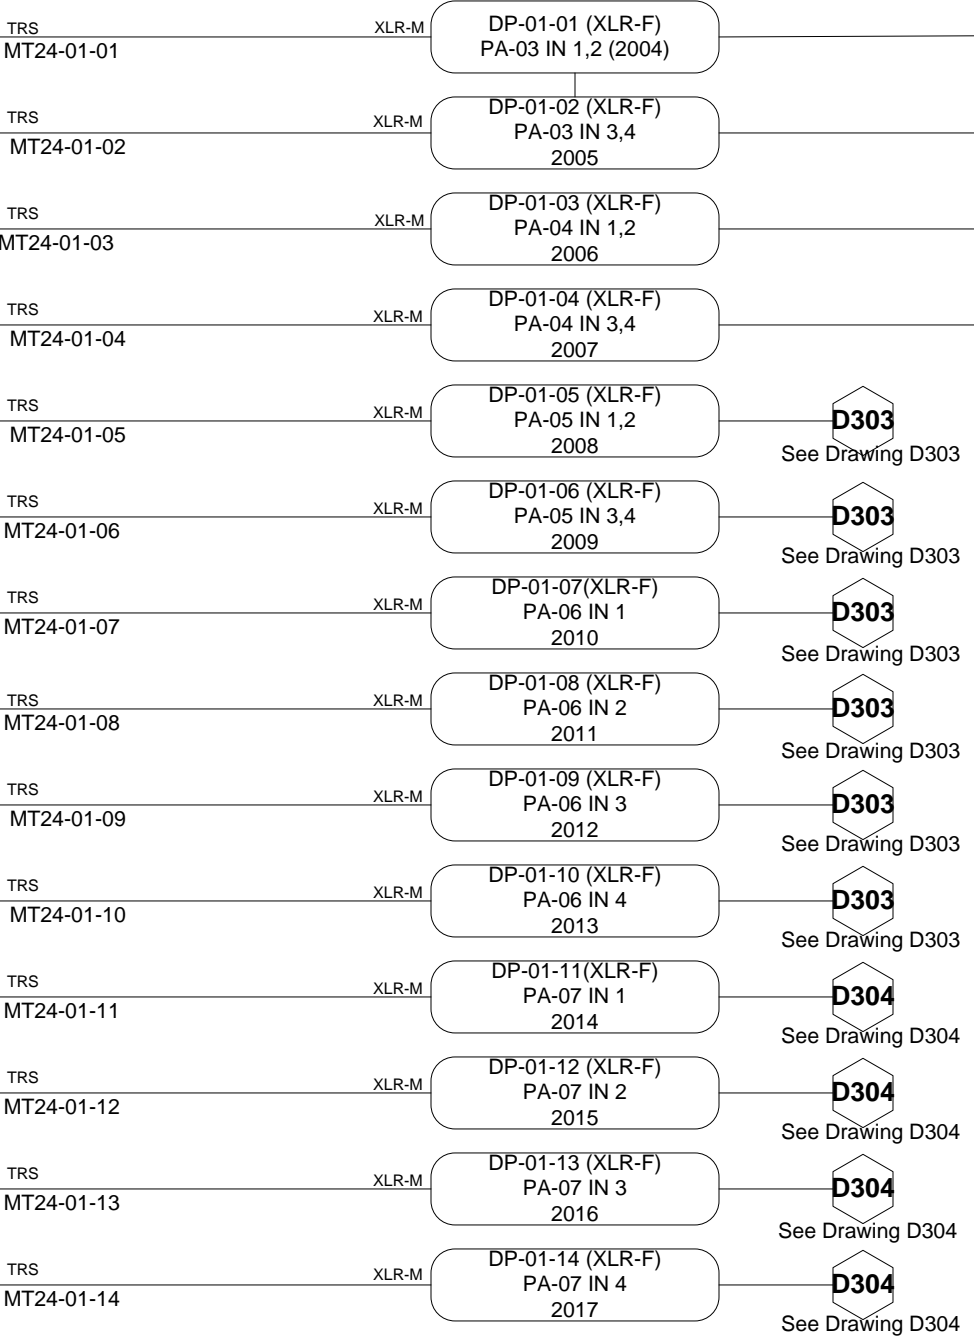 TRS
XLR-M
MT24-01-01
DP-01-01 (XLR-F)
PA-03 IN 1,2 (2004)
TRS
XLR-M
MT24-01-02
DP-01-02 (XLR-F)
PA-03 IN 3,4
2005
TRS
XLR-M
MT24-01-03
DP-01-03 (XLR-F)
PA-04 IN 1,2
2006
TRS
XLR-M
MT24-01-04
DP-01-04 (XLR-F)
PA-04 IN 3,4
2007
TRS
XLR-M
MT24-01-05
DP-01-05 (XLR-F)
PA-05 IN 1,2
2008
D303
See Drawing D303
TRS
XLR-M
MT24-01-06
DP-01-06 (XLR-F)
PA-05 IN 3,4
2009
D303
See Drawing D303
TRS
XLR-M
MT24-01-07
DP-01-07(XLR-F)
PA-06 IN 1
2010
D303
See Drawing D303
TRS
XLR-M
MT24-01-08
DP-01-08 (XLR-F)
PA-06 IN 2
2011
D303
See Drawing D303
TRS
XLR-M
MT24-01-09
DP-01-09 (XLR-F)
PA-06 IN 3
2012
D303
See Drawing D303
TRS
XLR-M
MT24-01-10
DP-01-10 (XLR-F)
PA-06 IN 4
2013
D303
See Drawing D303
TRS
XLR-M
MT24-01-11
DP-01-11(XLR-F)
PA-07 IN 1
2014
D304
See Drawing D304
TRS
XLR-M
MT24-01-12
DP-01-12 (XLR-F)
PA-07 IN 2
2015
D304
See Drawing D304
TRS
XLR-M
MT24-01-13
DP-01-13 (XLR-F)
PA-07 IN 3
2016
D304
See Drawing D304
TRS
XLR-M
MT24-01-14
DP-01-14 (XLR-F)
PA-07 IN 4
2017
D304
See Drawing D304